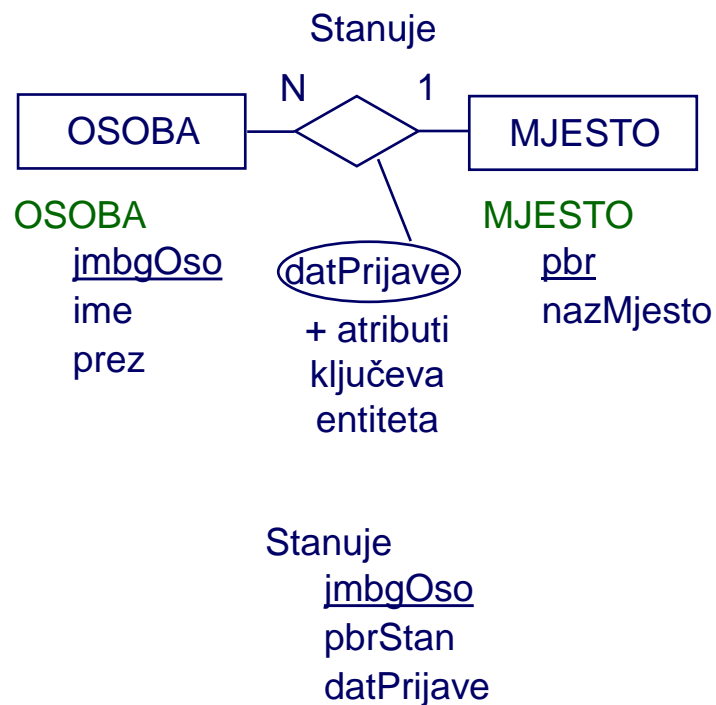 Stanuje
N 1
OSOBA MJESTO
OSOBA
jmbgOso
ime
prez
datPrijave
+ atributi
ključeva
entiteta
MJESTO
pbr
nazMjesto
Stanuje
jmbgOso
pbrStan
datPrijave